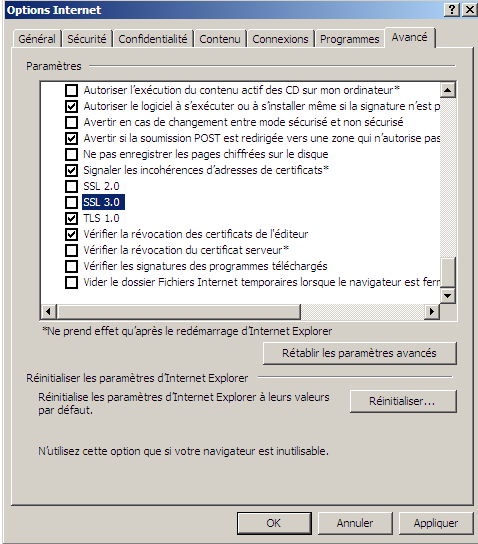 Options Internet
Général Sécurité Confidentialité Contenu Connexions Programmes Avancé
Paramètres
Autoriser l'exécution du contenu actif des CD sur mon ordinateur*
Autoriser le logiciel à s'exécuter ou à s'installer même si la signature n'est p
Avertir en cas de changement entre mode sécurisé et non sécurisé
Avertir si la soumission POST est redirigée vers une zone qui n'autorise pas
Ne pas enregistrer les pages chiffrées sur le disque
Signaler les incohérences d'adresses de certificats*
SSL 2.0
SSL 3.0
TLS 1.0
Vérifier la révocation des certificats de l'éditeur
Vérifier la révocation du certificat serveur*
Vérifier les signatures des programmes téléchargés
Vider le dossier Fichiers Internet temporaires lorsque le navigateur est ferr
*Ne prend effet qu'après le redémarrage d'Internet Explorer
Rétablir les paramètres avancés
Réinitialiser les paramètres d'Internet Explorer
Réinitialise les paramètres d'Internet Explorer à leurs valeurs
par défaut.
Réinitialiser...
N'utilisez cette option que si votre navigateur est inutilisable.
OK Annuler Appliquer